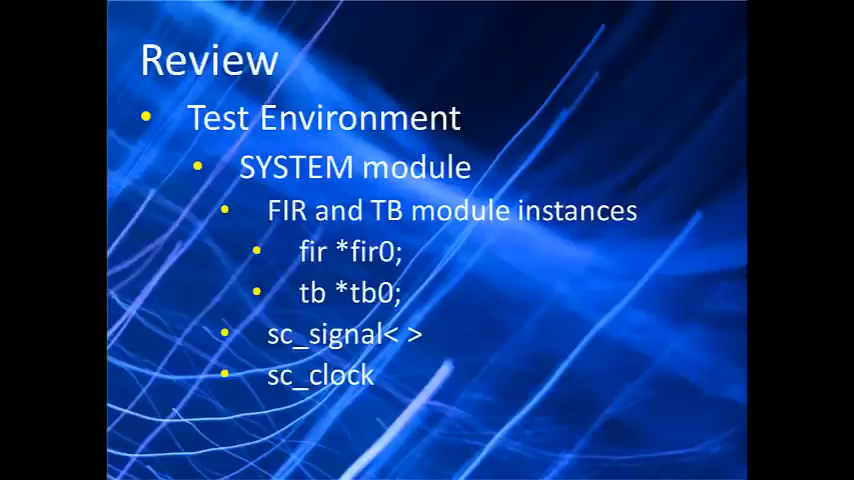 Review
• Test Environment
• SYSTEM module
• FIR and TB module instances
• fir *fir0;
• tb *tb0;
• sc_signal< >
• sc_clock